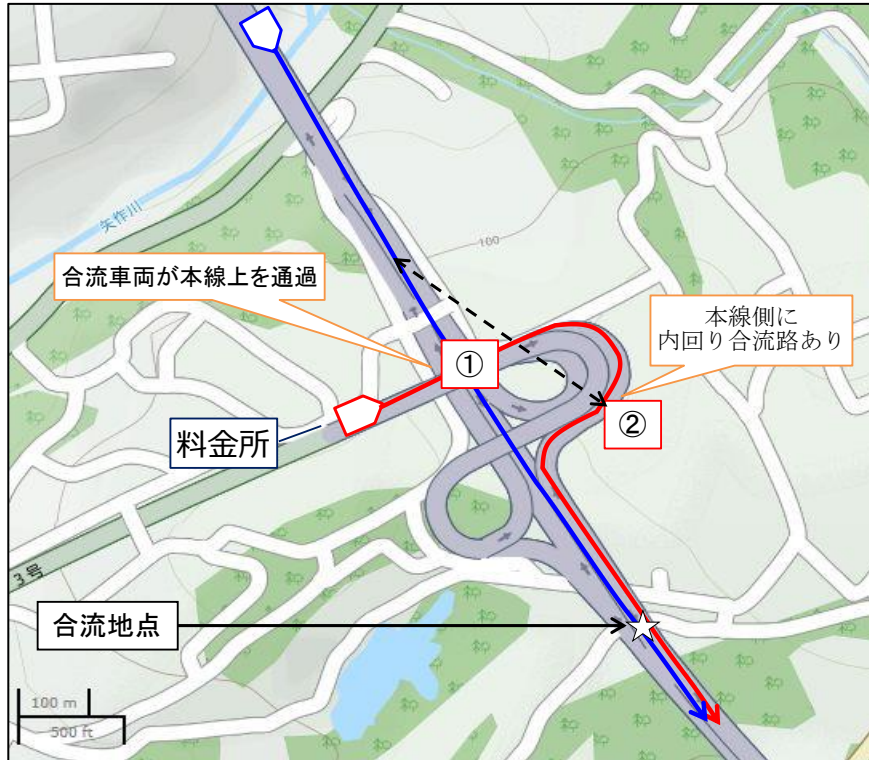 矢作川
100
合流車両が本線上を通過
本線側に
内回り合流路あり
①
②
料金所
3号
合流地点
100 m
500 ft